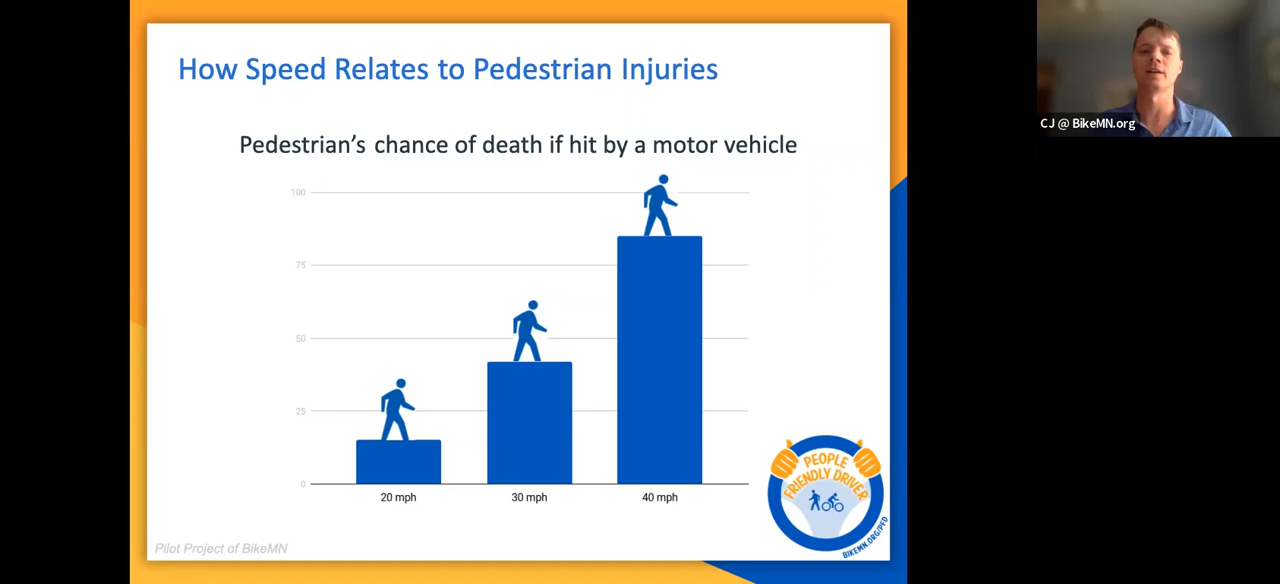 How Speed Relates to Pedestrian Injuries
CJ @ BikeMN.org
Pedestrian's chance of death if hit by a motor vehicle
100
75
50
25
0
20 mph
30 mph
40 mph
PEOPLE
FRIENDLY DRIVER
BIKEMN.ORG/PFD
Pilot Project of BikeMN